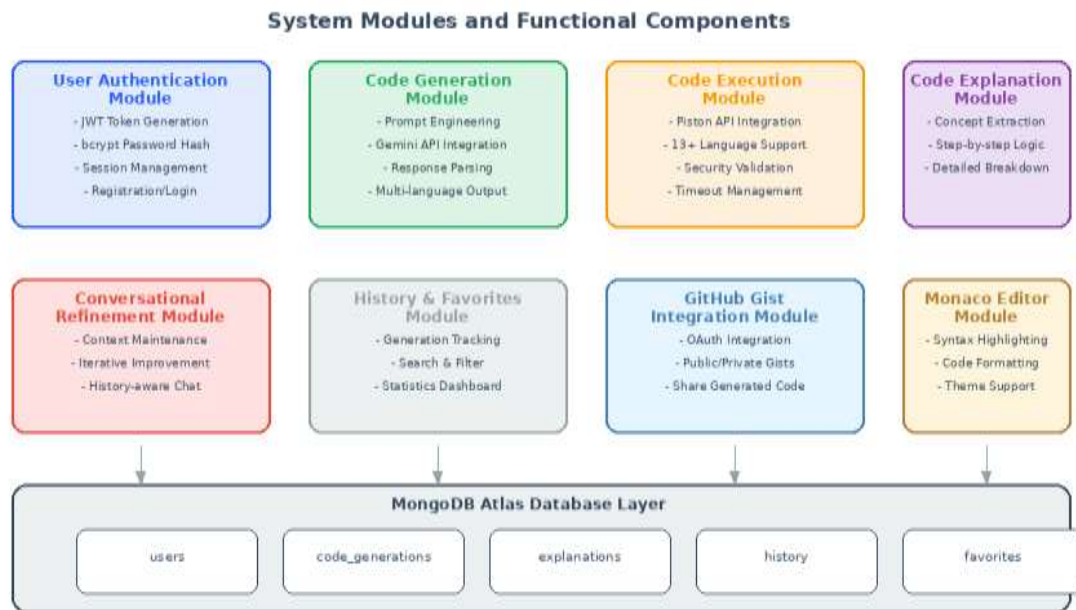 System Modules and Functional Components
User Authentication
Module
- JWT Token Generation
- bcrypt Password Hash
- Session Management
- Registration/Login
Code Generation
Module
- Prompt Engineering
- Gemini API Integration
- Response Parsing
- Multi-language Output
Code Execution
Module
- Piston API Integration
- 13+ Language Support
- Security Validation
- Timeout Management
Code Explanation
Module
- Concept Extraction
- Step-by-step Logic
- Detailed Breakdown
Conversational
Refinement Module
- Context Maintenance
- Iterative Improvement
- History-aware Chat
History & Favorites
Module
- Generation Tracking
- Search & Filter
- Statistics Dashboard
GitHub Gist
Integration Module
- OAuth Integration
- Public/Private Gists
- Share Generated Code
Monaco Editor
Module
- Syntax Highlighting
- Code Formatting
- Theme Support
MongoDB Atlas Database Layer
users
code_generations
explanations
history
favorites